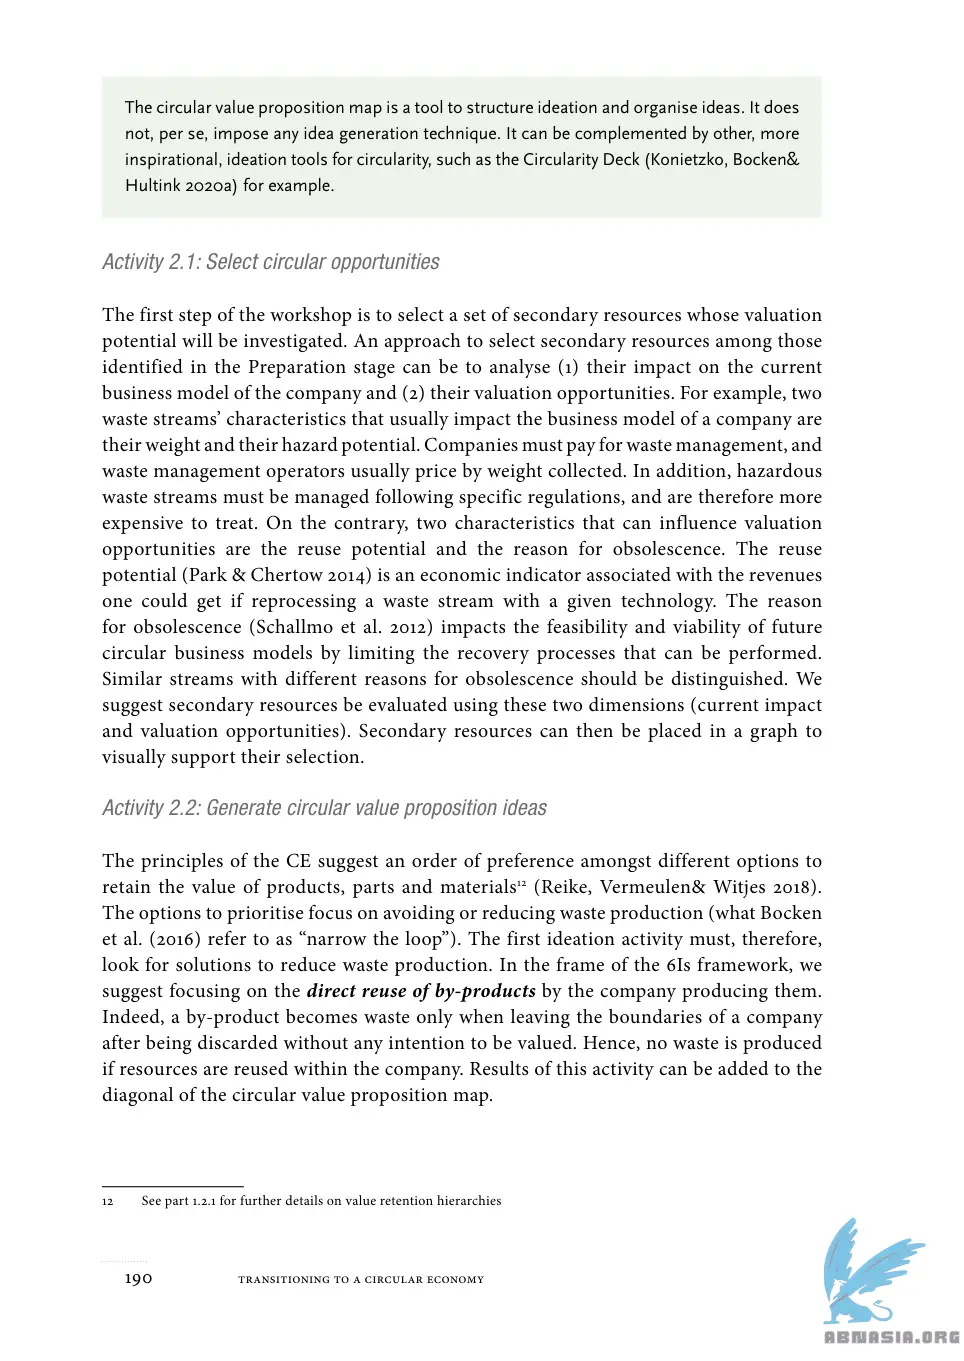 The circular value proposition map is a tool to structure ideation and organise ideas. It does
not, per se, impose any idea generation technique. It can be complemented by other, more
inspirational, ideation tools for circularity, such as the Circularity Deck (Konietzko, Bocken&
Hultink 2020a) for example.
Activity 2.1: Select circular opportunities
The first step of the workshop is to select a set of secondary resources whose valuation
potential will be investigated. An approach to select secondary resources among those
identified in the Preparation stage can be to analyse (1) their impact on the current
business model of the company and (2) their valuation opportunities. For example, two
waste streams’ characteristics that usually impact the business model of a company are
their weight and their hazard potential. Companies must pay for waste management, and
waste management operators usually price by weight collected. In addition, hazardous
waste streams must be managed following specific regulations, and are therefore more
expensive to treat. On the contrary, two characteristics that can influence valuation
opportunities are the reuse potential and the reason for obsolescence. The reuse
potential (Park & Chertow 2014) is an economic indicator associated with the revenues
one could get if reprocessing a waste stream with a given technology. The reason
for obsolescence (Schallmo et al. 2012) impacts the feasibility and viability of future
circular business models by limiting the recovery processes that can be performed.
Similar streams with different reasons for obsolescence should be distinguished. We
suggest secondary resources be evaluated using these two dimensions (current impact
and valuation opportunities). Secondary resources can then be placed in a graph to
visually support their selection.
Activity 2.2: Generate circular value proposition ideas
The principles of the CE suggest an order of preference amongst different options to
retain the value of products, parts and materials12 (Reike, Vermeulen& Witjes 2018).
The options to prioritise focus on avoiding or reducing waste production (what Bocken
et al. (2016) refer to as “narrow the loop”). The first ideation activity must, therefore,
look for solutions to reduce waste production. In the frame of the 6Is framework, we
suggest focusing on the direct reuse of by-products by the company producing them.
Indeed, a by-product becomes waste only when leaving the boundaries of a company
after being discarded without any intention to be valued. Hence, no waste is produced
if resources are reused within the company. Results of this activity can be added to the
diagonal of the circular value proposition map.
12 See part 1.2.1 for further details on value retention hierarchies
190 TRANSITIONING TO A CIRCULAR ECONOMY
ABNASIA.ORG